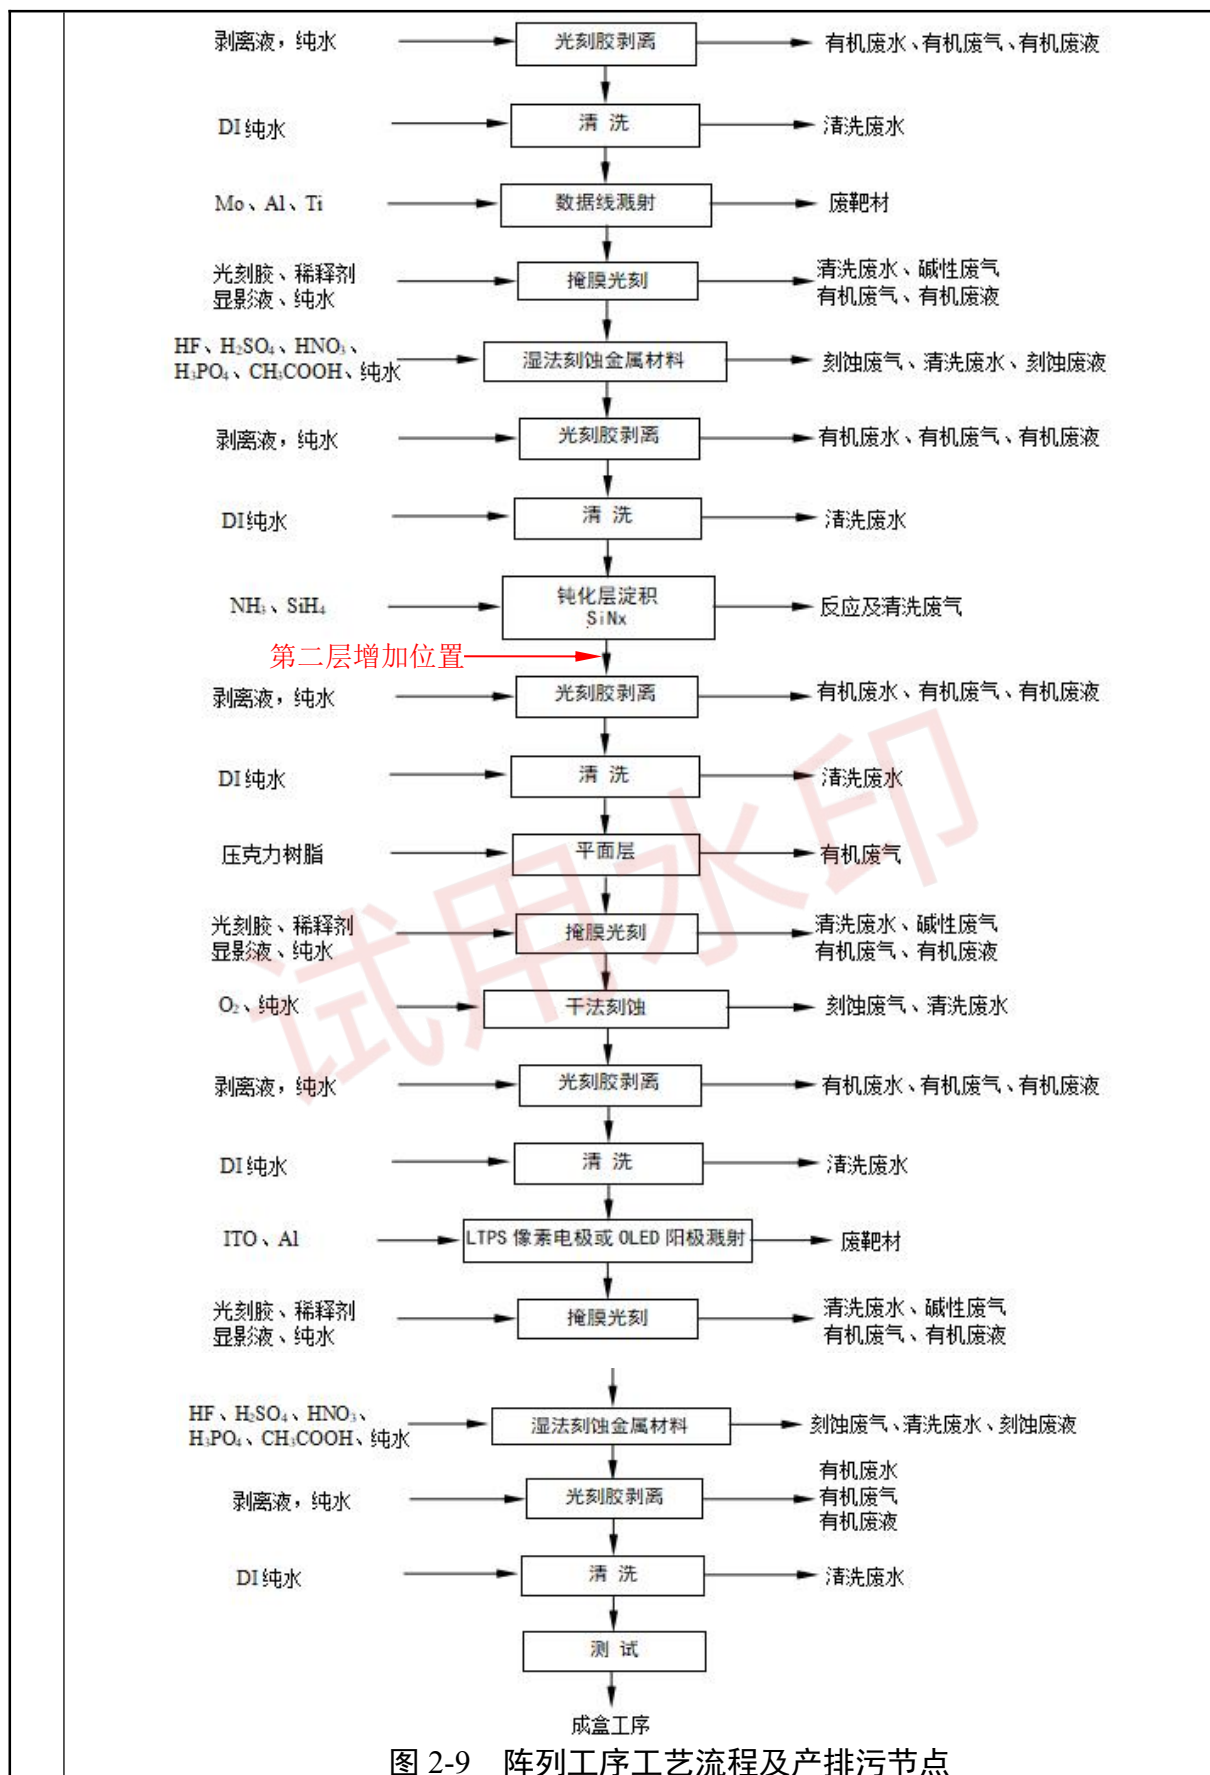 剥离液，纯水 光刻胶剥离 有机废水、有机废气、有机废液
DI 纯水 清 洗 清洗废水
Mo、Al、Ti 数据线溅射 废靶材
光刻胶、稀释剂
显影液、纯水
掩膜光刻
清洗废水、碱性废气
有机废气、有机废液
HF、H₂SO₄、HNO₃、
H₃PO₄、CH₃COOH、纯水
湿法刻蚀金属材料 刻蚀废气、清洗废水、刻蚀废液
剥离液，纯水 光刻胶剥离 有机废水、有机废气、有机废液
DI纯水 清 洗 清洗废水
NH₃、SiH₄
钝化层淀积
SiNx
反应及清洗废气
第二层增加位置
剥离液，纯水 光刻胶剥离 有机废水、有机废气、有机废液
DI 纯水 清 洗 清洗废水
压克力树脂 平面层 有机废气
光刻胶、稀释剂
显影液、纯水
掩膜光刻
清洗废水、碱性废气
有机废气、有机废液
O₂、纯水 干法刻蚀 刻蚀废气、清洗废水
剥离液，纯水 光刻胶剥离 有机废水、有机废气、有机废液
DI 纯水 清 洗 清洗废水
ITO、Al LTPS 像素电极或 OLED 阳极溅射 废靶材
光刻胶、稀释剂
显影液、纯水
掩膜光刻
清洗废水、碱性废气
有机废气、有机废液
HF、H₂SO₄、HNO₃、
H₃PO₄、CH₃COOH、纯水
湿法刻蚀金属材料 刻蚀废气、清洗废水、刻蚀废液
剥离液，纯水 光刻胶剥离
有机废水
有机废气
有机废液
DI 纯水 清 洗 清洗废水
测 试
成盒工序
图 2-9 阵列工序工艺流程及产排污节点
试用水印